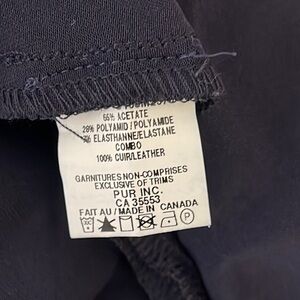 66% ACETATE
28% POLYAMID/POLYAMIDE
ELASTHANNE/ELASTANE
COMBO
100% CUIR/LEATHER
GARNITURES NON-COMPRISES
EXCLUSIVE OF TRIMS
PUR INC.
CA 35553
FAIT AU/MADE IN CANADA
P